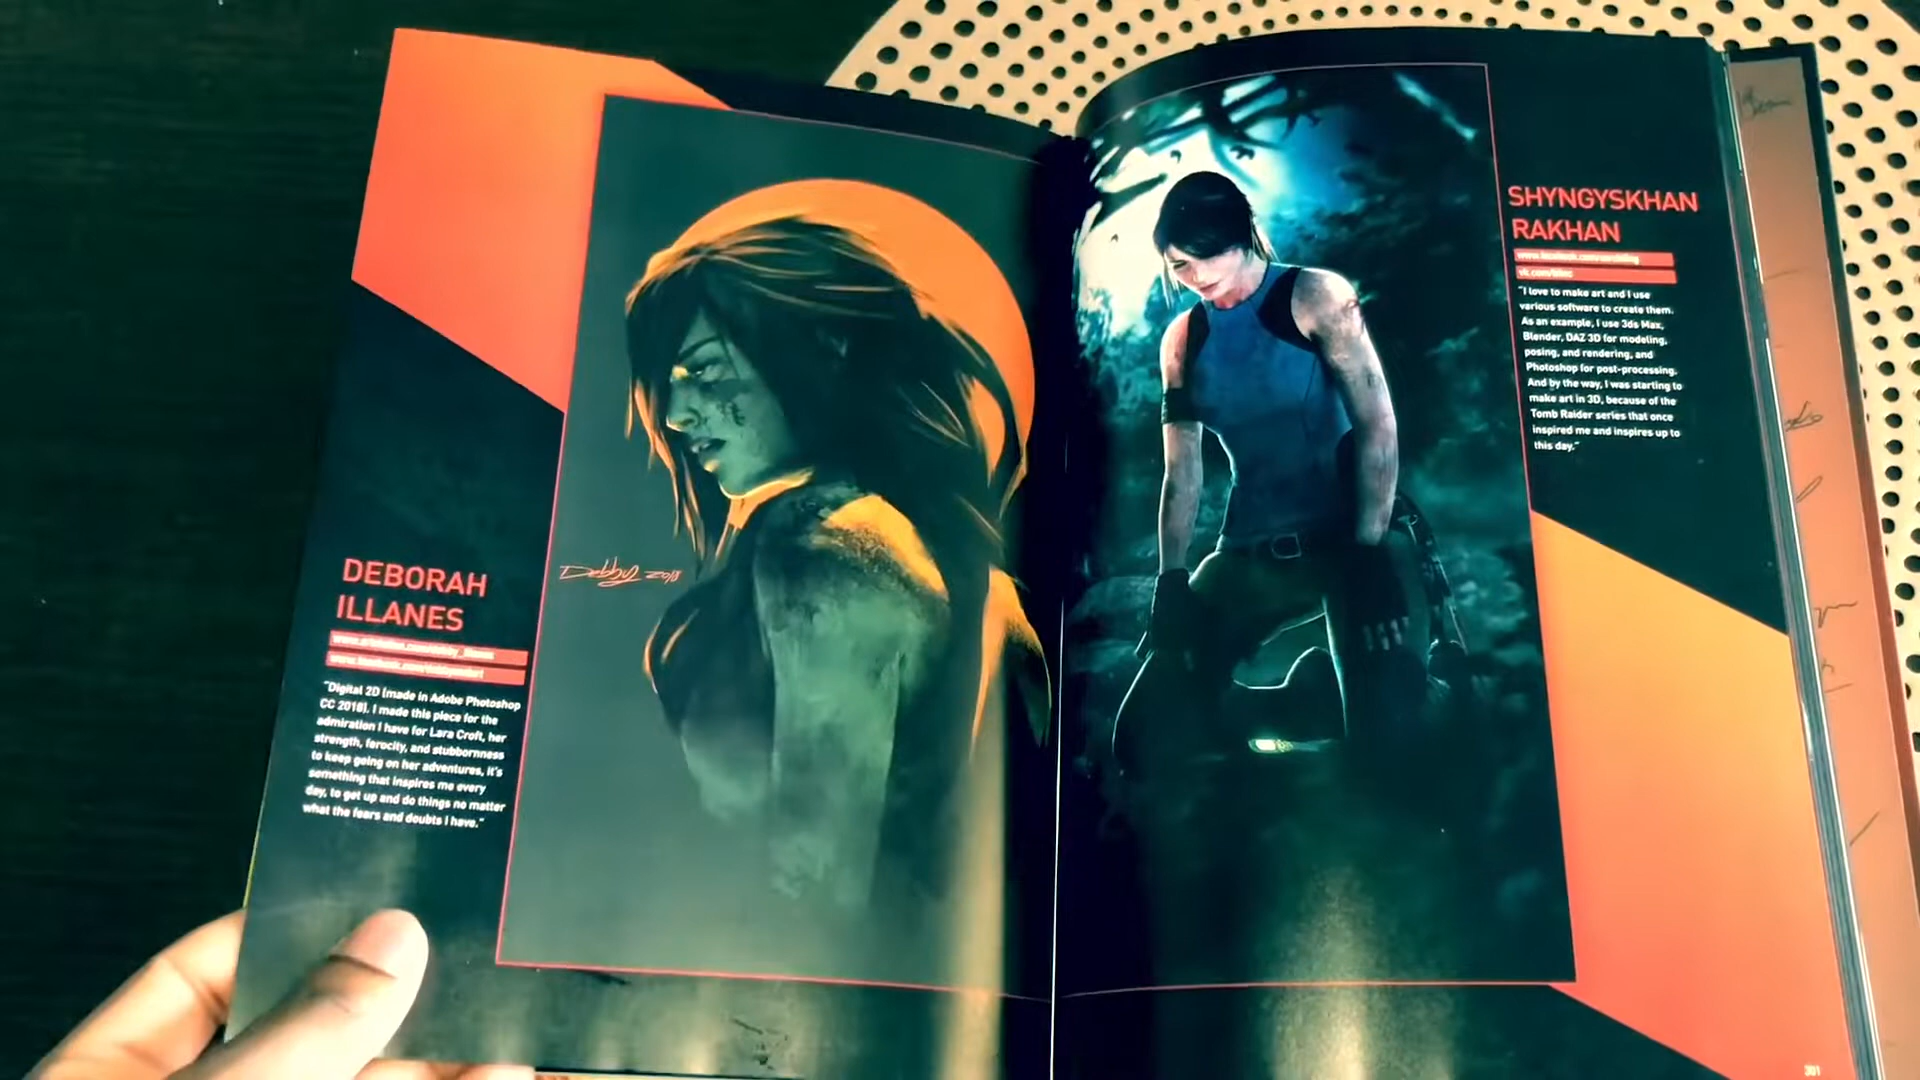 DEBORAH
ILLANES
"Digital 2D (made in Adobe Photoshop
CC 2018). I made this piece for the
admiration I have for Lara Croft, her
strength, ferocity, and stubbornness
to keep going on her adventures, it's
something that inspires me every
day, to get up and do things no matter
what the fears and doubts I have."
Debby 2018
SHYNGYSKHAN
RAKHAN
"I love to make art and I use
various software to create them.
As an example, I use 3ds Max,
Blender, DAZ 3D for modeling,
posing, and rendering, and
Photoshop for post-processing.
And by the way, I was starting to
make art in 3D, because of the
Tomb Raider series that once
inspired me and inspires up to
this day."
301